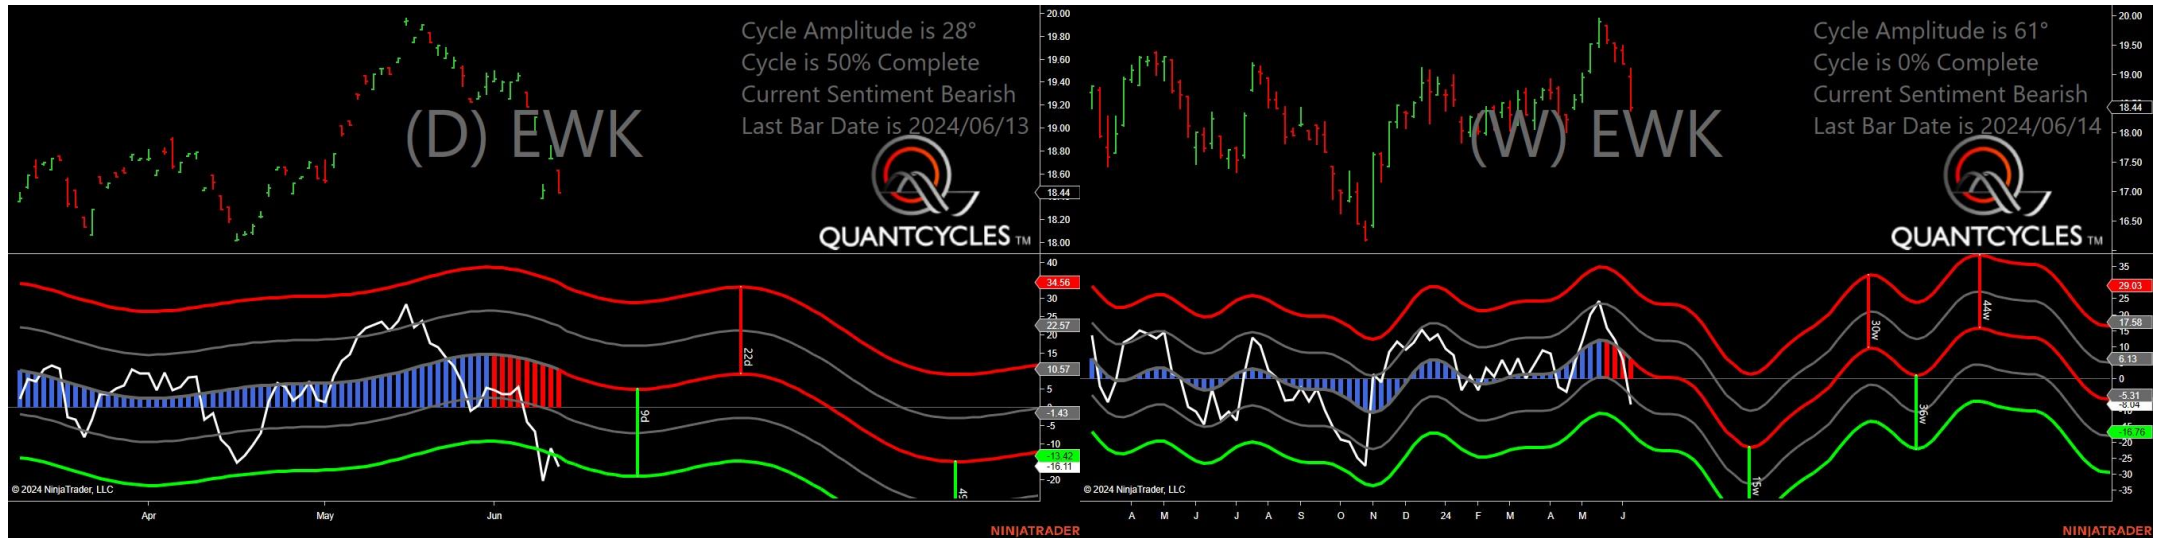 Cycle Amplitude is 28°
Cycle is 50% Complete
Current Sentiment Bearish
Last Bar Date is 2024/06/13
(D) EWK
QUANTCYCLES TM
20.00
19.80
19.60
19.40
19.20
19.00
18.80
18.60
18.44
18.20
18.00
40
34.56
30
25
22.57
15
10.57
5
-1.43
-5
-10
-13.42
-16.11
-20
22d
9d
© 2024 NinjaTrader, LLC
Apr May Jun
NINJATRADER
Cycle Amplitude is 61°
Cycle is 0% Complete
Current Sentiment Bearish
Last Bar Date is 2024/06/14
(W) EWK
QUANTCYCLES TM
20.00
19.50
19.00
18.44
18.00
17.50
17.00
16.50
35
29.03
25
17.58
15
10
6.13
0
-5.31
-8.04
-16.76
-25
-30
-35
30w
44w
36w
15w
© 2024 NinjaTrader, LLC
A M J J A S O N D 24 F M A M J
NINJATRADER